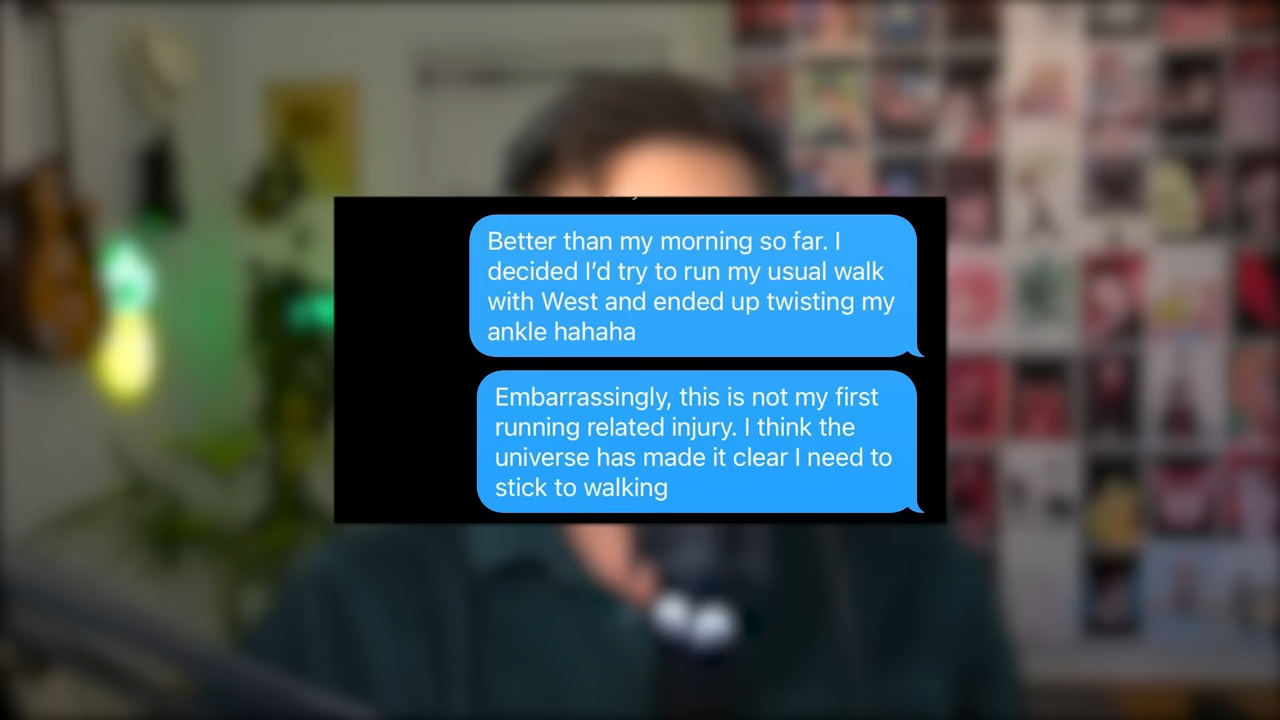 Better than my morning so far. I
decided I’d try to run my usual walk
with West and ended up twisting my
ankle hahaha
Embarrassingly, this is not my first
running related injury. I think the
universe has made it clear I need to
stick to walking